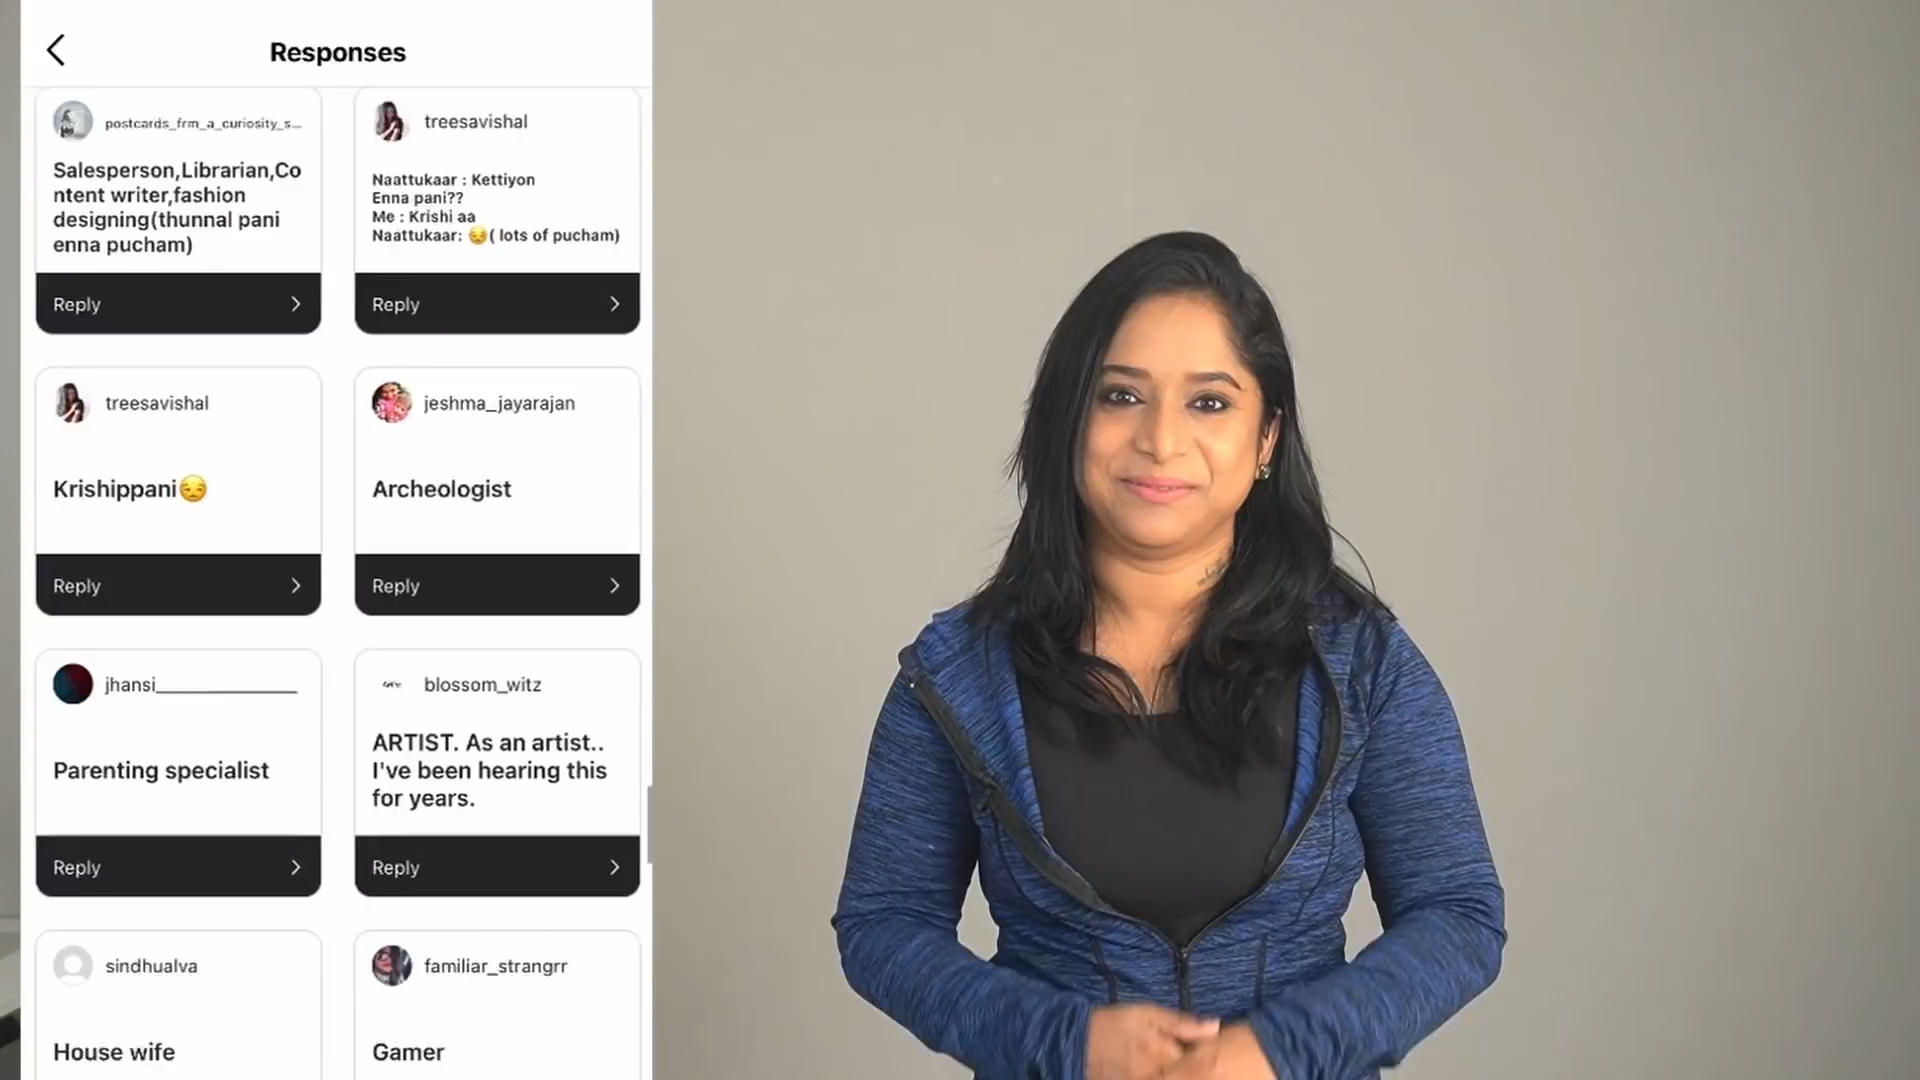 Responses
postcards_frm_a_curiosity_s...
Salesperson,Librarian,Co
ntent writer,fashion
designing(thunnal pani
enna pucham)
Reply
treesavishal
Naattukaar : Kettiyon
Enna pani??
Me : Krishi aa
Naattukaar: 😒( lots of pucham)
Reply
treesavishal
Krishippani😒
Reply
jeshma_jayarajan
Archeologist
Reply
jhansi_______________
Parenting specialist
Reply
blossom_witz
ARTIST. As an artist..
I've been hearing this
for years.
Reply
sindhualva
House wife
familiar_strangrr
Gamer